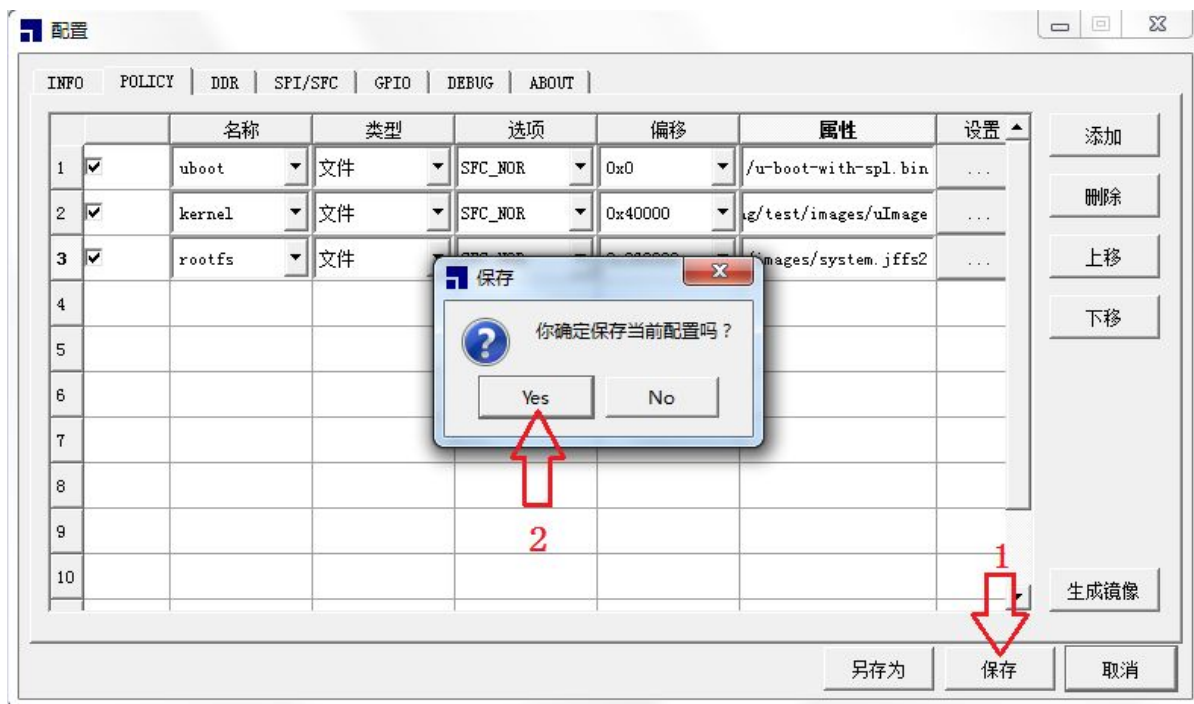 配置
INFO POLICY DDR SPI/SFC GPIO DEBUG ABOUT
名称 类型 选项 偏移 属性 设置
添加
1 uboot 文件 SFC_NOR 0x0 /u-boot-with-spl.bin ...
2 kernel 文件 SFC_NOR 0x40000 g/test/images/uImage ...
删除
3 rootfs 文件 images/system.jffs2 ...
上移
保存
4
下移
你确定保存当前配置吗？
5
6
Yes No
7
8
9
2
1
10
生成镜像
另存为 保存 取消